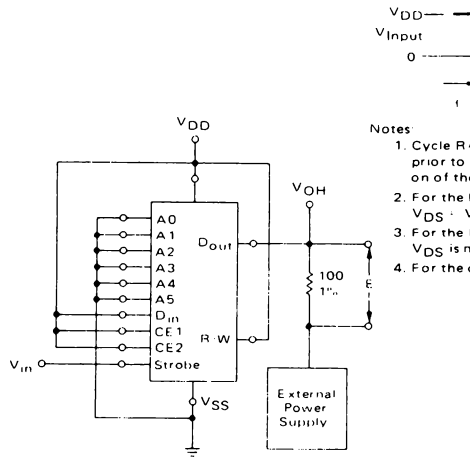 VDD
VInput
0
Notes
1. Cycle R
prior to
on of the
2. For the
VDS
3. For the
VDS is n
4. For the
VDD
VOH
A0
A1
A2
A3
A4
A5
Din
CE1
CE2
Strobe
Dout
R/W
100
1%
E
Vin
VSS
External
Power
Supply